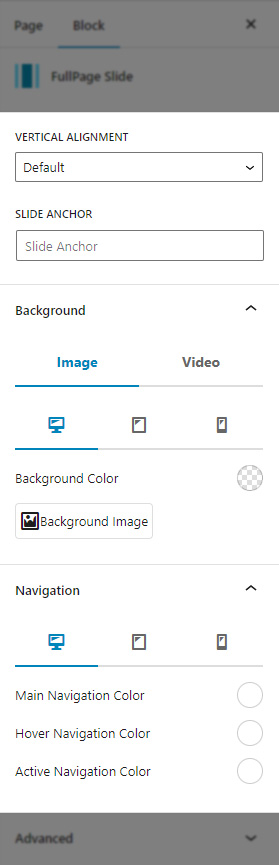 Page Block
FullPage Slide
VERTICAL ALIGNMENT
Default
SLIDE ANCHOR
Slide Anchor
Background
Image Video
Background Color
Background Image
Navigation
Main Navigation Color
Hover Navigation Color
Active Navigation Color
Advanced